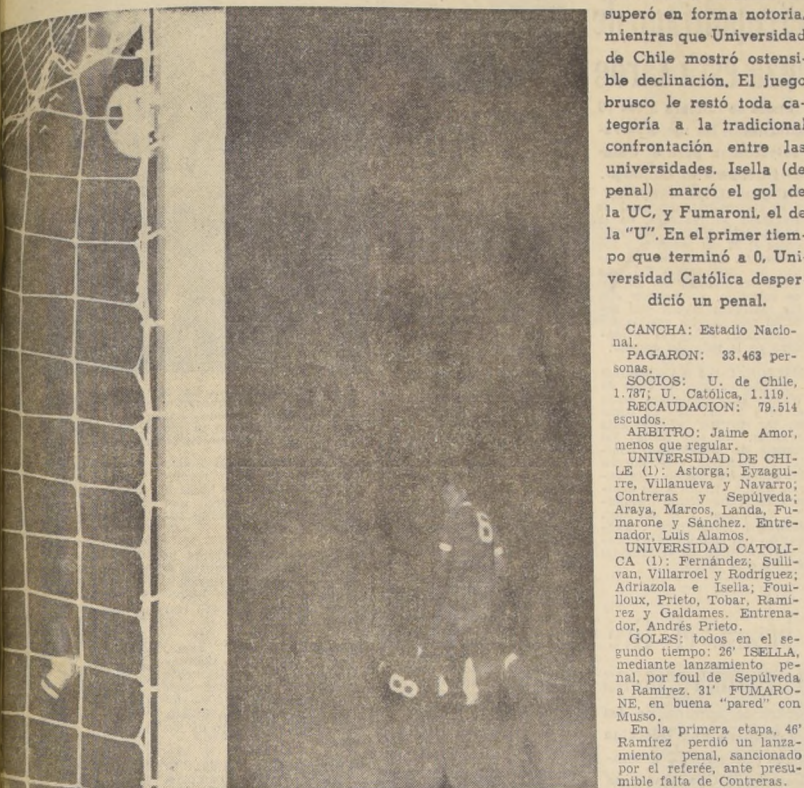 superó en forma notoria,
mientras que Universidad
de Chile mostró ostensi-
ble declinación. El juego
brusco le restó toda ca-
tegoría a la tradicional
confrontación entre las
universidades. Isella (de
penal) marcó el gol de
la UC, y Fumaroni, el de
la "U". En el primer tiem-
po que terminó a 0, Uni-
versidad Católica desper
dició un penal.
CANCHA: Estadio Nacio-
nal.
PAGARON: 33.463 per-
sonas.
SOCIOS: U. de Chile,
1.787; U. Católica, 1.119.
RECAUDACION: 79.514
escudos.
ARBITRO: Jaime Amor,
menos que regular.
UNIVERSIDAD DE CHI-
LE (1): Astorga; Eyzagui-
rre, Villanueva y Navarro;
Contreras y Sepúlveda;
Araya, Marcos, Landa, Fu-
marone y Sánchez. Entre-
nador, Luis Alamos.
UNIVERSIDAD CATOLI-
CA (1): Fernández; Sulli-
van, Villarroel y Rodríguez;
Adriazola e Isella; Foui-
lloux, Prieto, Tobar, Ramí-
rez y Galdames. Entrena-
dor, Andrés Prieto.
GOLES: todos en el se-
gundo tiempo: 26' ISELLA,
mediante lanzamiento pe-
nal, por foul de Sepúlveda
a Ramírez. 31' FUMARO-
NE, en buena "pared" con
Musso.
En la primera etapa, 46'
Ramírez perdió un lanza-
miento penal, sancionado
por el referée, ante presu-
mible falta de Contreras.
8
8